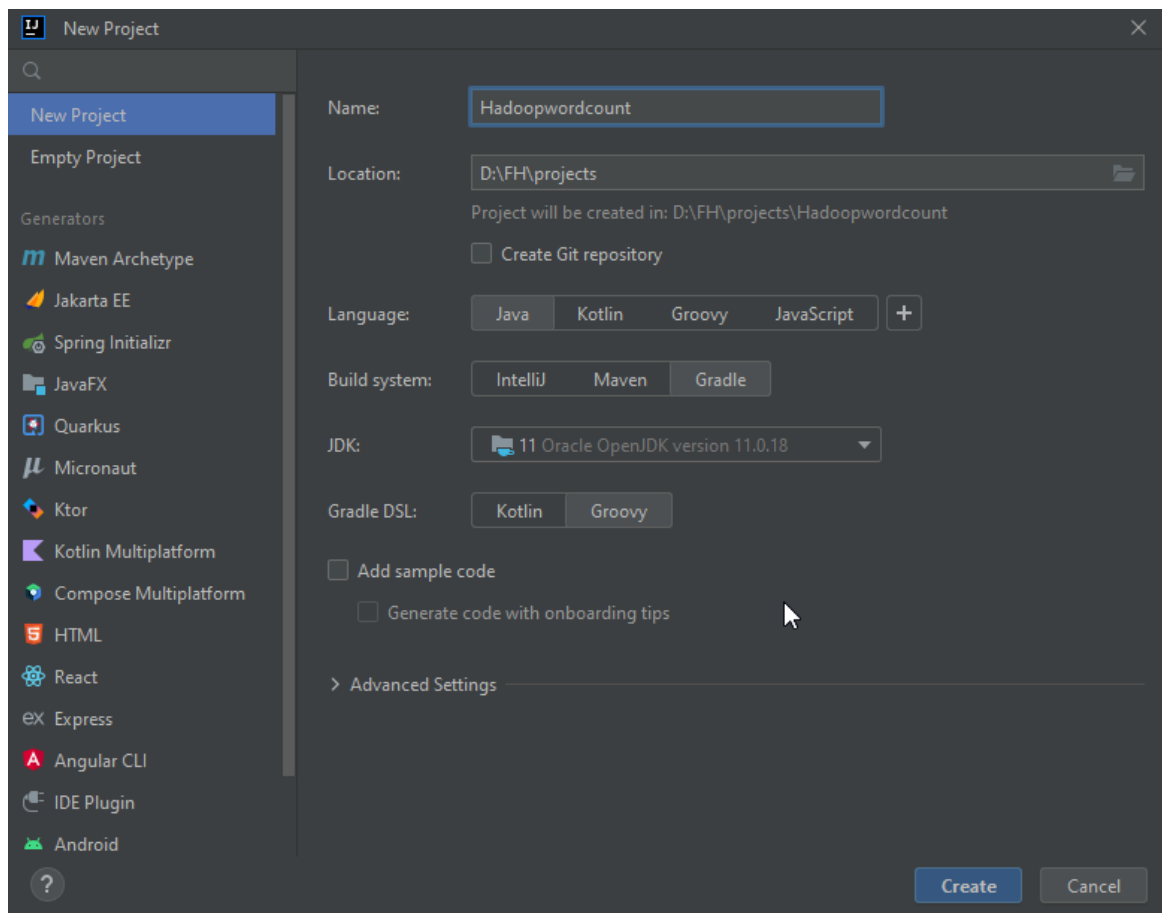 New Project
New Project
Empty Project
Generators
Maven Archetype
Jakarta EE
Spring Initializr
JavaFX
Quarkus
Micronaut
Ktor
Kotlin Multiplatform
Compose Multiplatform
HTML
React
ex Express
Angular CLI
IDE Plugin
Android
?
Name: Hadoopwordcount
Location: D:\FH\projects
Project will be created in: D:\FH\projects\Hadoopwordcount
Create Git repository
Language: Java Kotlin Groovy JavaScript +
Build system: IntelliJ Maven Gradle
JDK: 11 Oracle OpenJDK version 11.0.18
Gradle DSL: Kotlin Groovy
Add sample code
Generate code with onboarding tips
Advanced Settings
Create Cancel